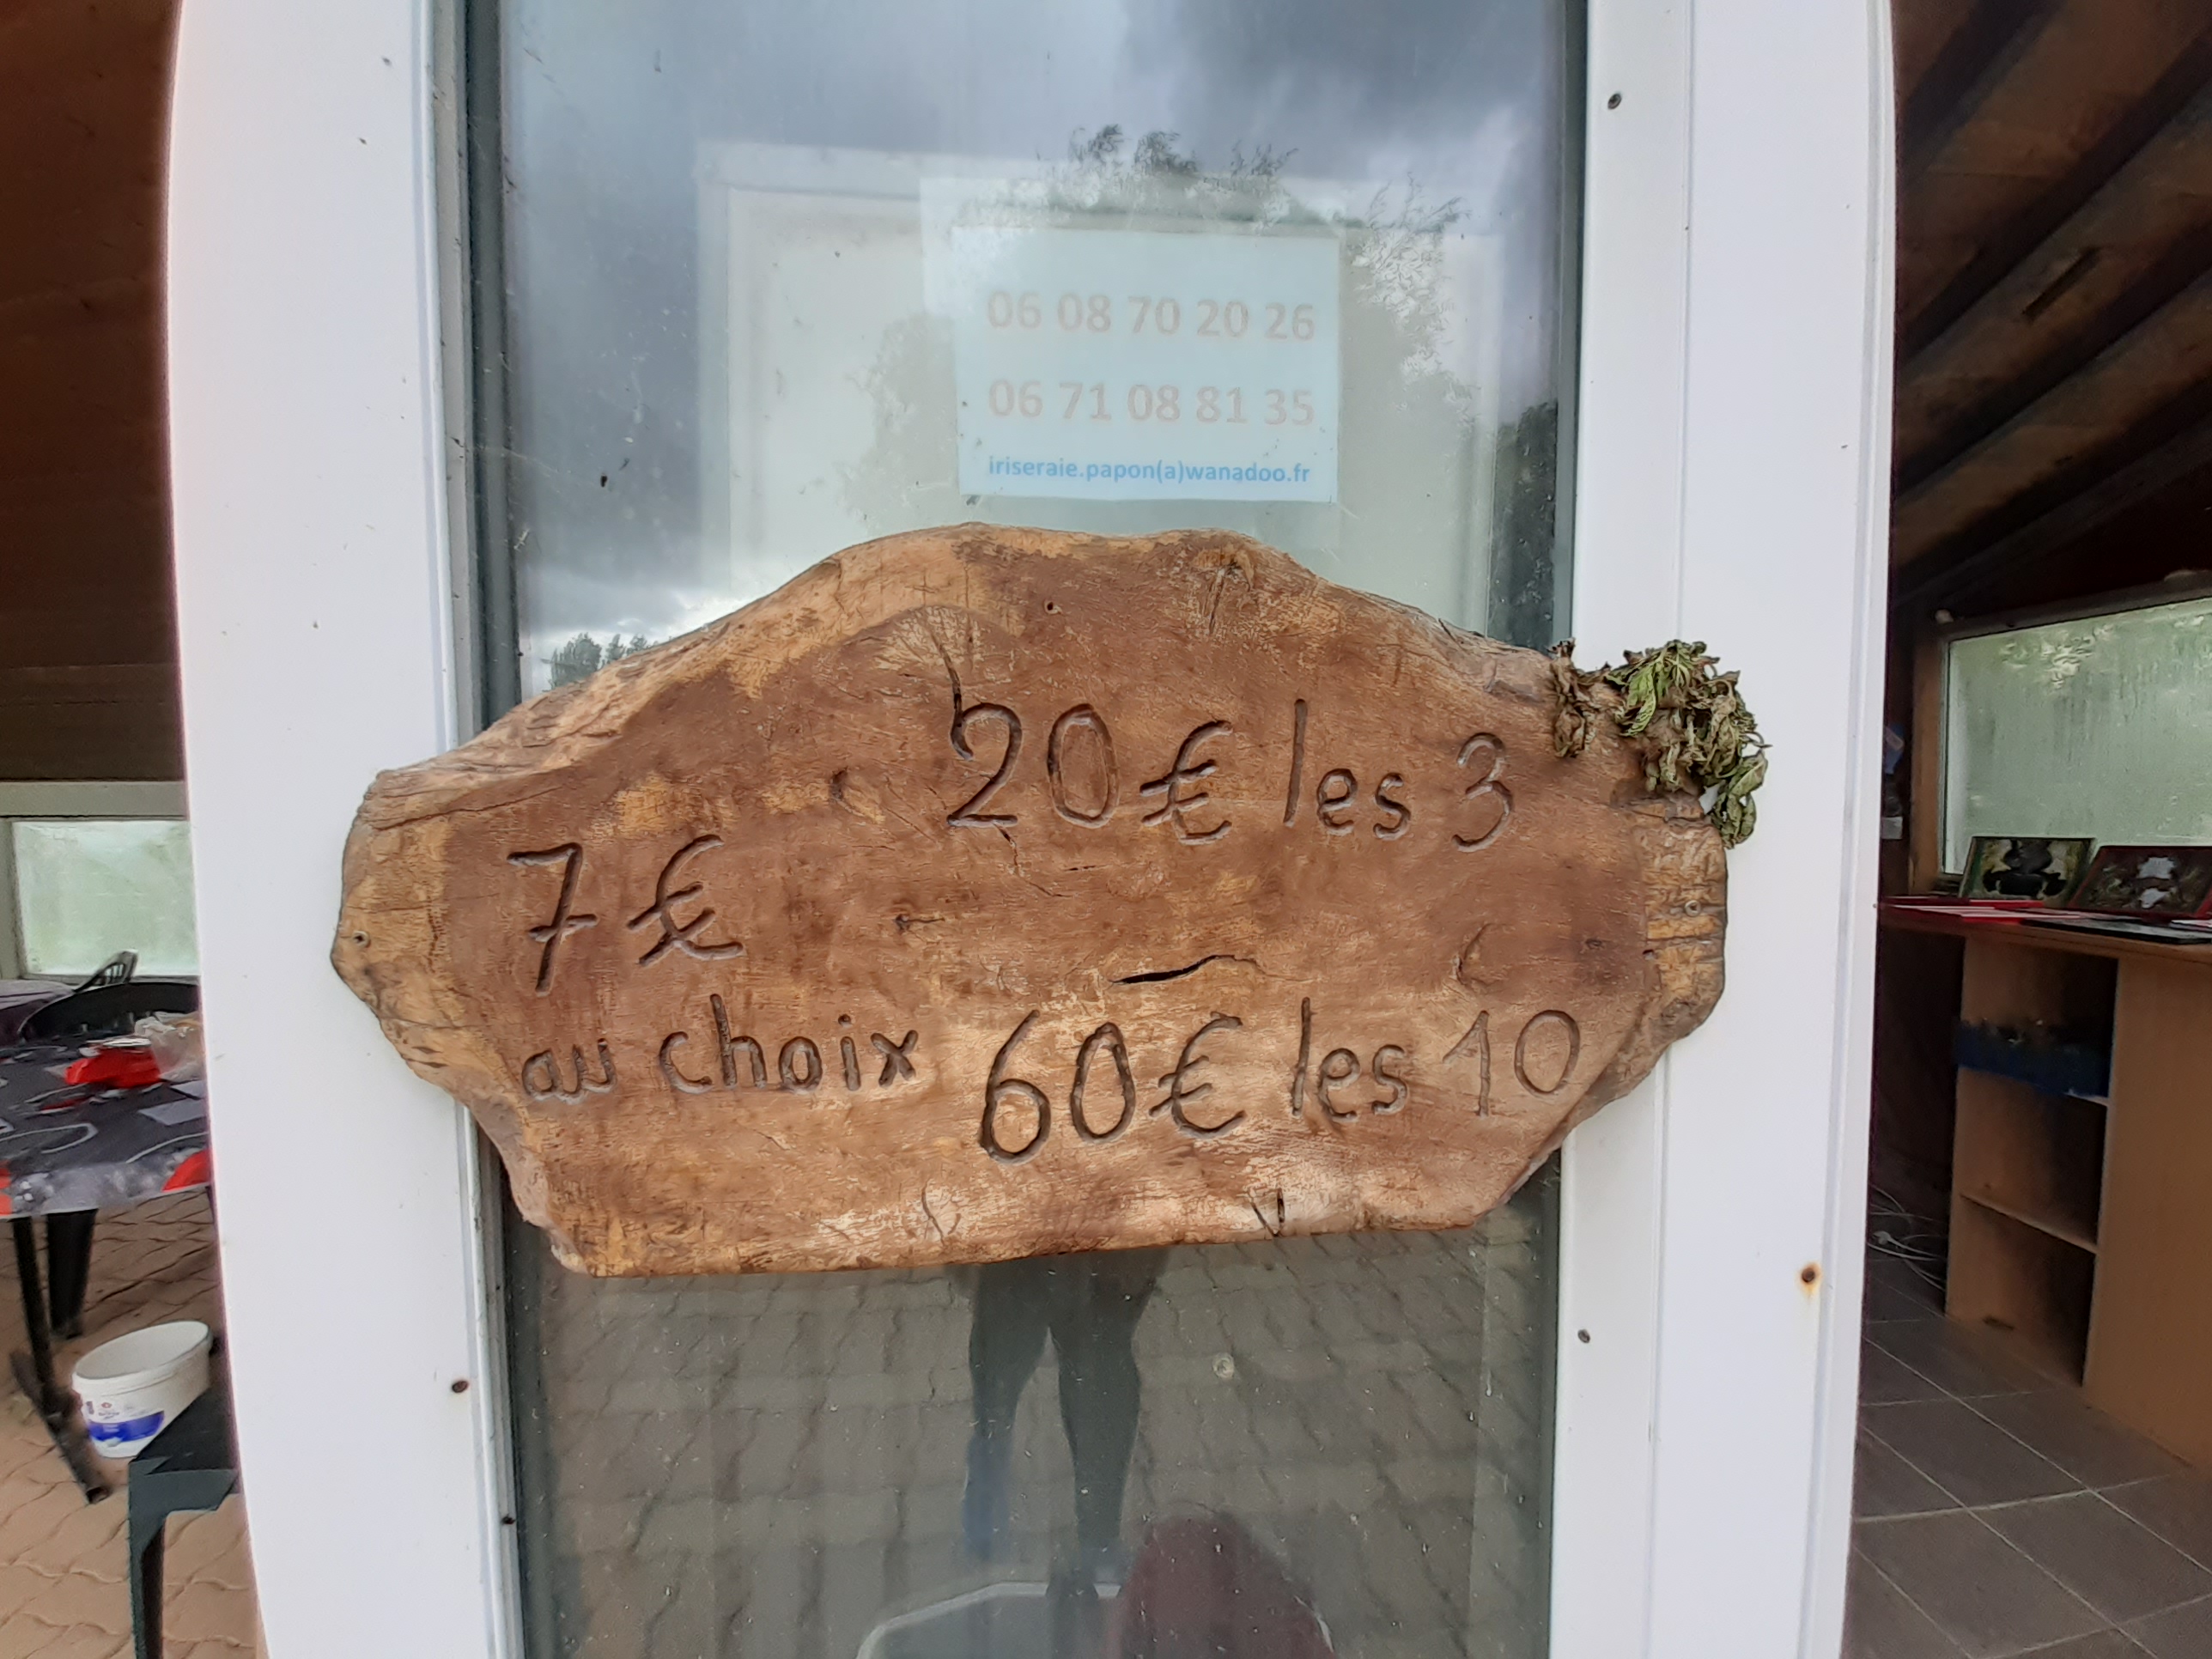 06 08 70 20 26
06 71 08 81 35
iriseraie.papon(a)wanadoo.fr
20€ les 3
7€
au choix
60€ les 10